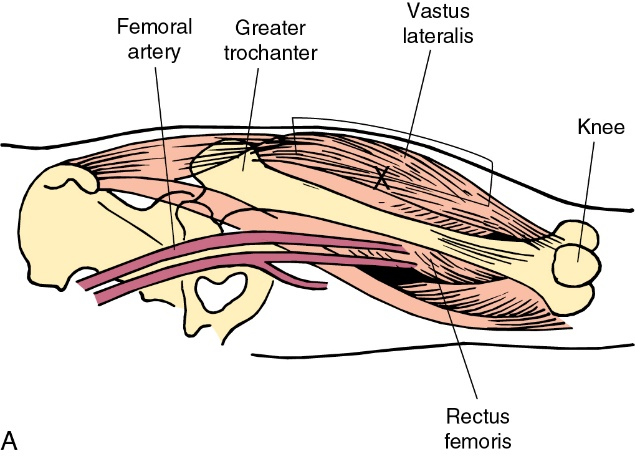 Femoral
artery
Greater
trochanter
Vastus
lateralis
Knee
X
Rectus
femoris
A